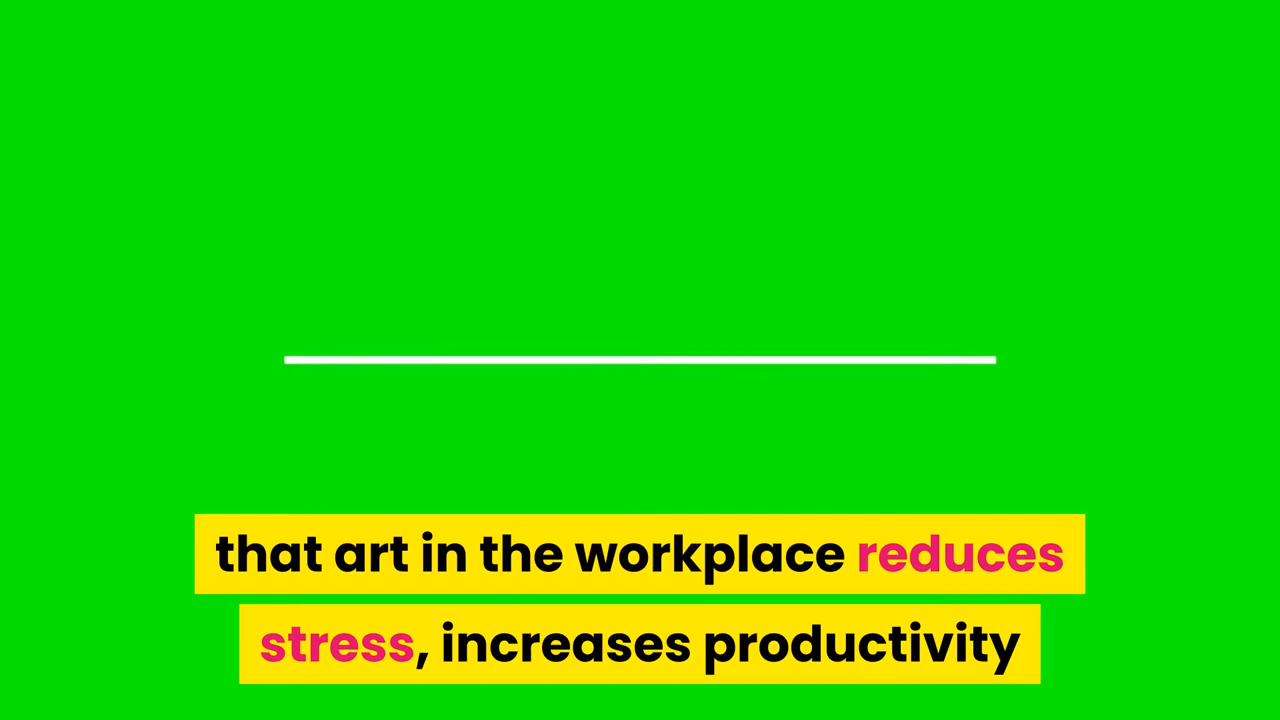 that art in the workplace reduces
stress, increases productivity